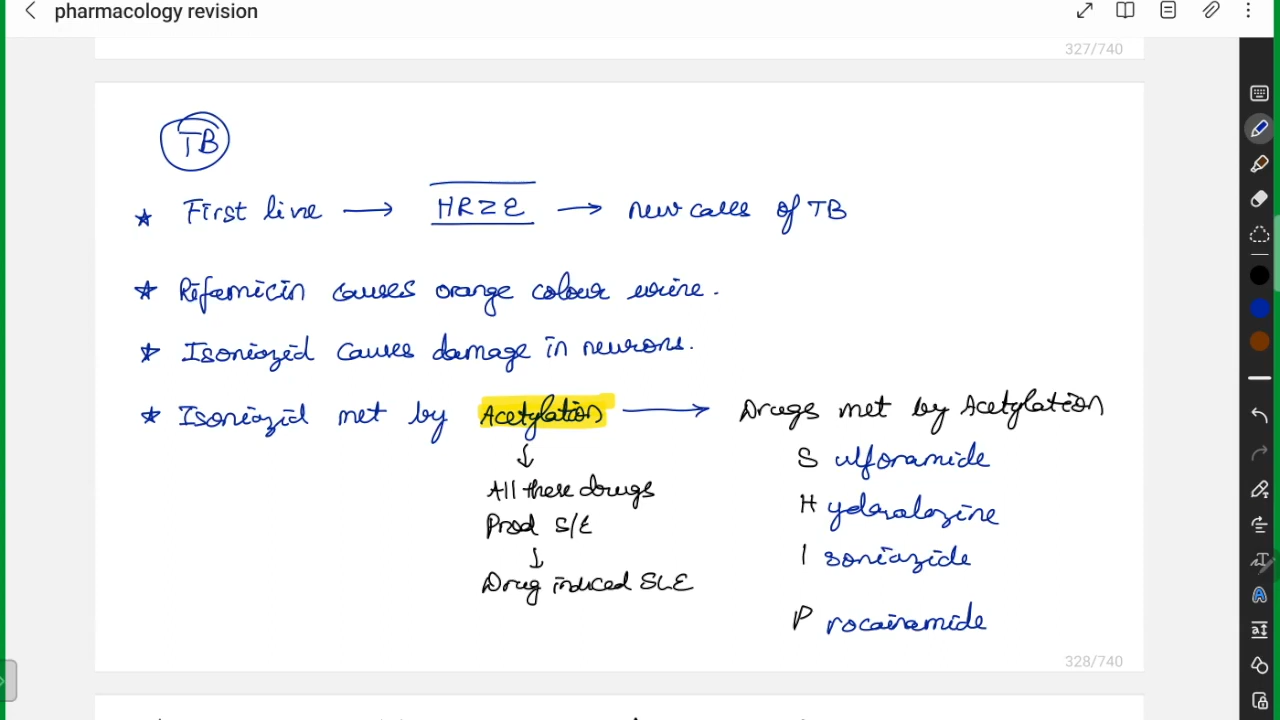 pharmacology revision
327/740
TB
★ First line → HRZE → new cases of TB
★ Rifamicin causes orange colour urine.
★ Isoniazid causes damage in neurons.
★ Isoniazid met by Acetylation → Drugs met by Acetylation
↓
All these drugs
Prod S/E
↓
Drug induced SLE
S ulfonamide
H ydaralazine
I soniazide
P rocainamide
328/740